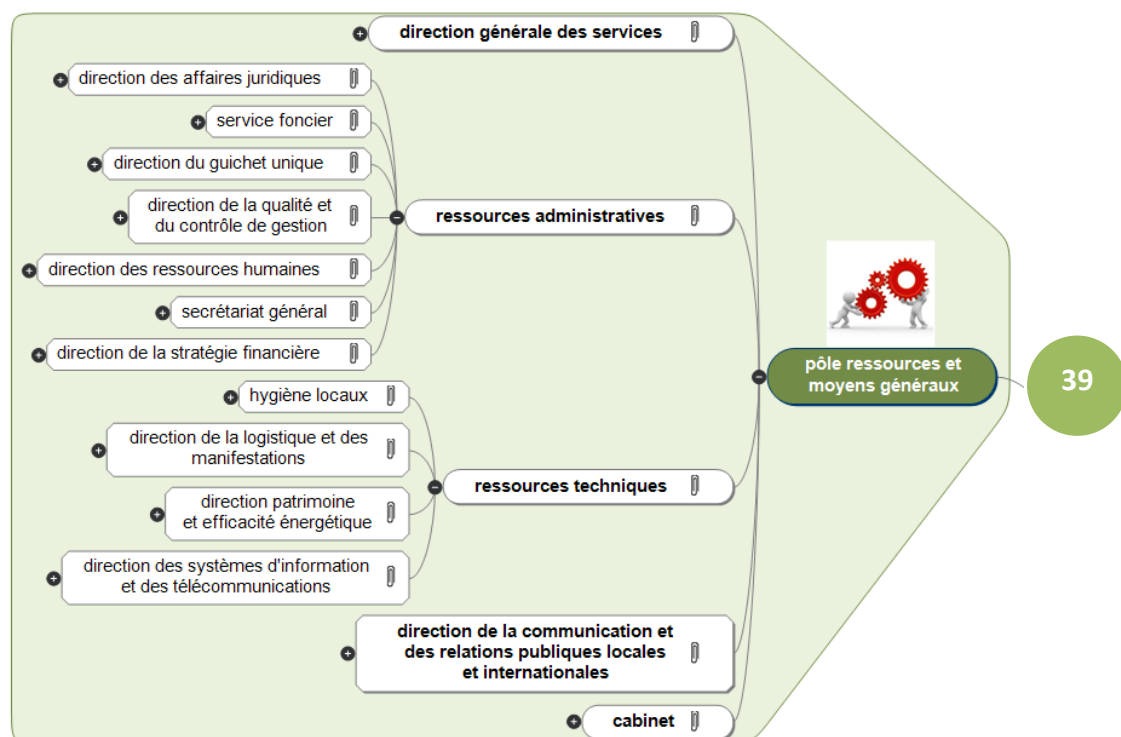 direction générale des services
direction des affaires juridiques
service foncier
direction du guichet unique
direction de la qualité et
du contrôle de gestion
direction des ressources humaines
secrétariat général
direction de la stratégie financière
ressources administratives
hygiène locaux
direction de la logistique et des
manifestations
direction patrimoine
et efficacité énergétique
direction des systèmes d'information
et des télécommunications
ressources techniques
direction de la communication et
des relations publiques locales
et internationales
cabinet
pôle ressources et
moyens généraux
39